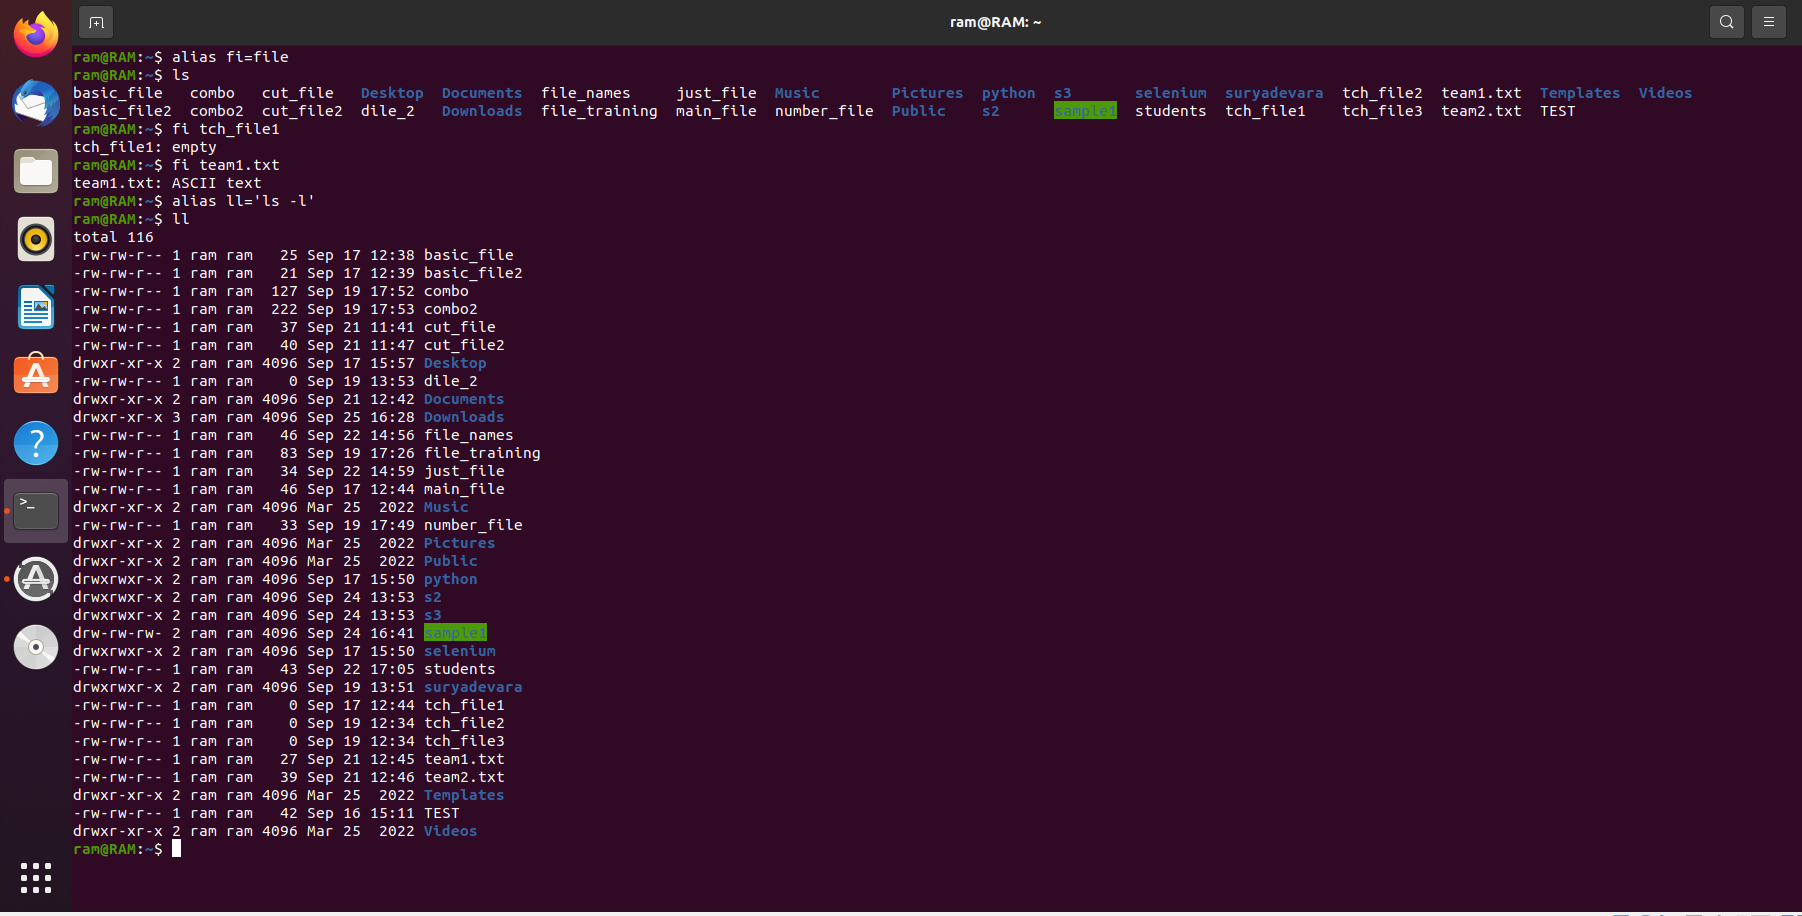 ram@RAM: ~
ram@RAM:~$ alias fi=file
ram@RAM:~$ ls
basic_file   combo   cut_file   Desktop  Documents  file_names     just_file  Music        Pictures  python  s3       selenium  suryadevara  tch_file2  team1.txt  Templates  Videos
basic_file2  combo2  cut_file2  dile_2   Downloads  file_training  main_file  number_file  Public    s2      sample1  students  tch_file1    tch_file3  team2.txt  TEST
ram@RAM:~$ fi tch_file1
tch_file1: empty
ram@RAM:~$ fi team1.txt
team1.txt: ASCII text
ram@RAM:~$ alias ll='ls -l'
ram@RAM:~$ ll
total 116
-rw-rw-r-- 1 ram ram   25 Sep 17 12:38 basic_file
-rw-rw-r-- 1 ram ram   21 Sep 17 12:39 basic_file2
-rw-rw-r-- 1 ram ram  127 Sep 19 17:52 combo
-rw-rw-r-- 1 ram ram  222 Sep 19 17:53 combo2
-rw-rw-r-- 1 ram ram   37 Sep 21 11:41 cut_file
-rw-rw-r-- 1 ram ram   40 Sep 21 11:47 cut_file2
drwxr-xr-x 2 ram ram 4096 Sep 17 15:57 Desktop
-rw-rw-r-- 1 ram ram    0 Sep 19 13:53 dile_2
drwxr-xr-x 2 ram ram 4096 Sep 21 12:42 Documents
drwxr-xr-x 3 ram ram 4096 Sep 25 16:28 Downloads
-rw-rw-r-- 1 ram ram   46 Sep 22 14:56 file_names
-rw-rw-r-- 1 ram ram   83 Sep 19 17:26 file_training
-rw-rw-r-- 1 ram ram   34 Sep 22 14:59 just_file
-rw-rw-r-- 1 ram ram   46 Sep 17 12:44 main_file
drwxr-xr-x 2 ram ram 4096 Mar 25  2022 Music
-rw-rw-r-- 1 ram ram   33 Sep 19 17:49 number_file
drwxr-xr-x 2 ram ram 4096 Mar 25  2022 Pictures
drwxr-xr-x 2 ram ram 4096 Mar 25  2022 Public
drwxrwxr-x 2 ram ram 4096 Sep 17 15:50 python
drwxrwxr-x 2 ram ram 4096 Sep 24 13:53 s2
drwxrwxr-x 2 ram ram 4096 Sep 24 13:53 s3
drw-rw-rw- 2 ram ram 4096 Sep 24 16:41 sample1
drwxrwxr-x 2 ram ram 4096 Sep 17 15:50 selenium
-rw-rw-r-- 1 ram ram   43 Sep 22 17:05 students
drwxrwxr-x 2 ram ram 4096 Sep 19 13:51 suryadevara
-rw-rw-r-- 1 ram ram    0 Sep 17 12:44 tch_file1
-rw-rw-r-- 1 ram ram    0 Sep 19 12:34 tch_file2
-rw-rw-r-- 1 ram ram    0 Sep 19 12:34 tch_file3
-rw-rw-r-- 1 ram ram   27 Sep 21 12:45 team1.txt
-rw-rw-r-- 1 ram ram   39 Sep 21 12:46 team2.txt
drwxr-xr-x 2 ram ram 4096 Mar 25  2022 Templates
-rw-rw-r-- 1 ram ram   42 Sep 16 15:11 TEST
drwxr-xr-x 2 ram ram 4096 Mar 25  2022 Videos
ram@RAM:~$